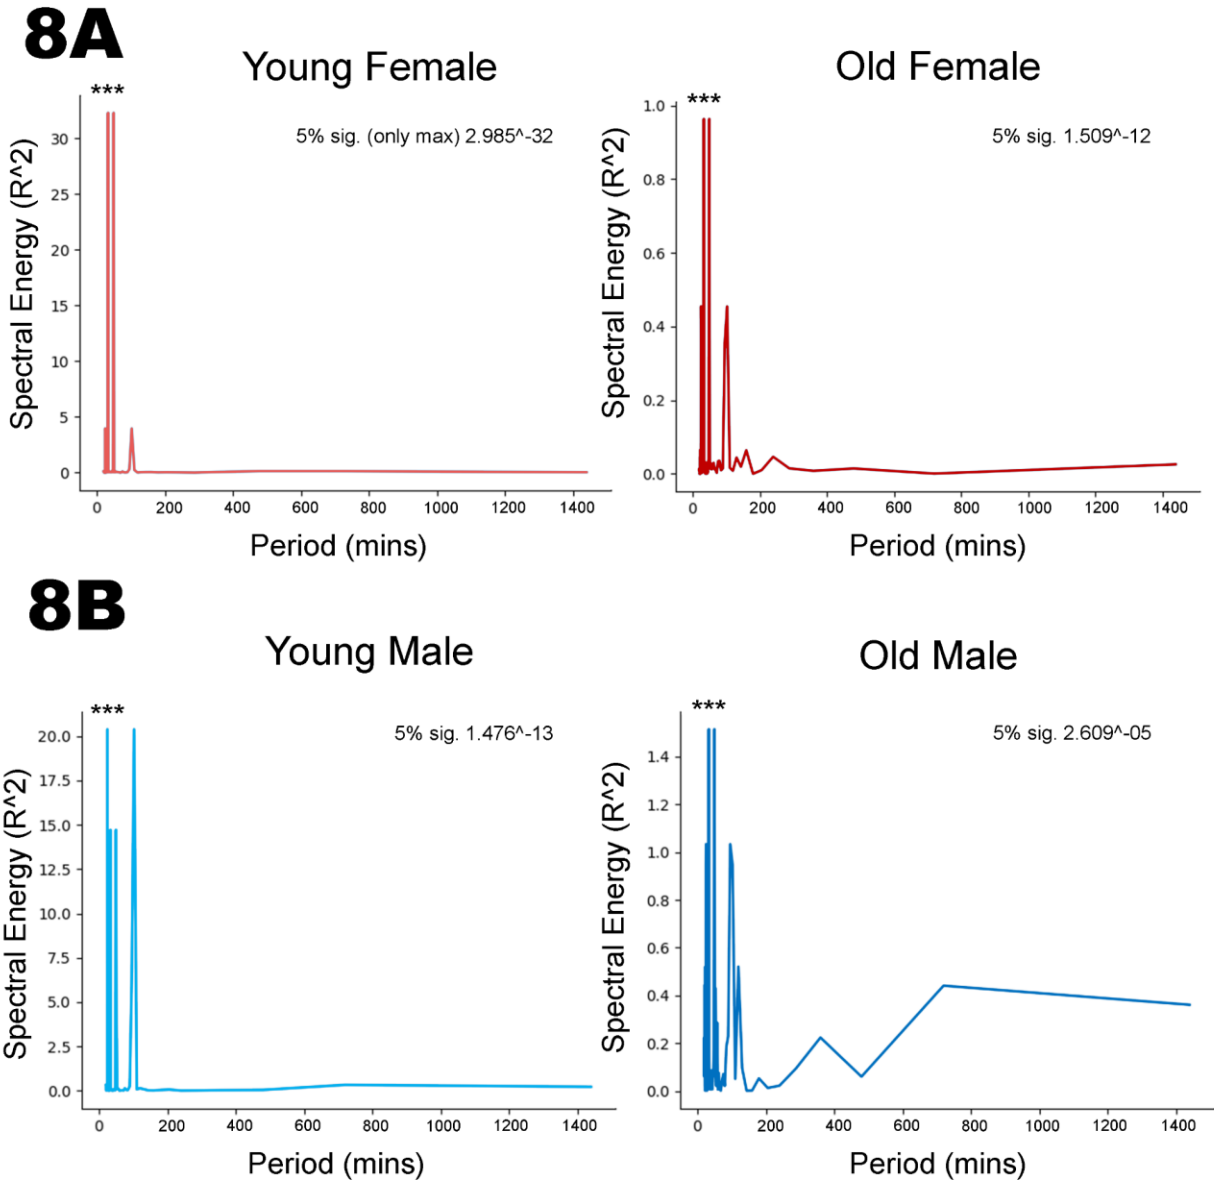 8A
Young Female
***
5% sig. (only max) 2.985^-32
Spectral Energy (R^2)
30
25
20
15
10
5
0
0 200 400 600 800 1000 1200 1400
Period (mins)
Old Female
***
5% sig. 1.509^-12
Spectral Energy (R^2)
1.0
0.8
0.6
0.4
0.2
0.0
0 200 400 600 800 1000 1200 1400
Period (mins)
8B
Young Male
***
5% sig. 1.476^-13
Spectral Energy (R^2)
20.0
17.5
15.0
12.5
10.0
7.5
5.0
2.5
0.0
0 200 400 600 800 1000 1200 1400
Period (mins)
Old Male
***
5% sig. 2.609^-05
Spectral Energy (R^2)
1.4
1.2
1.0
0.8
0.6
0.4
0.2
0.0
0 200 400 600 800 1000 1200 1400
Period (mins)